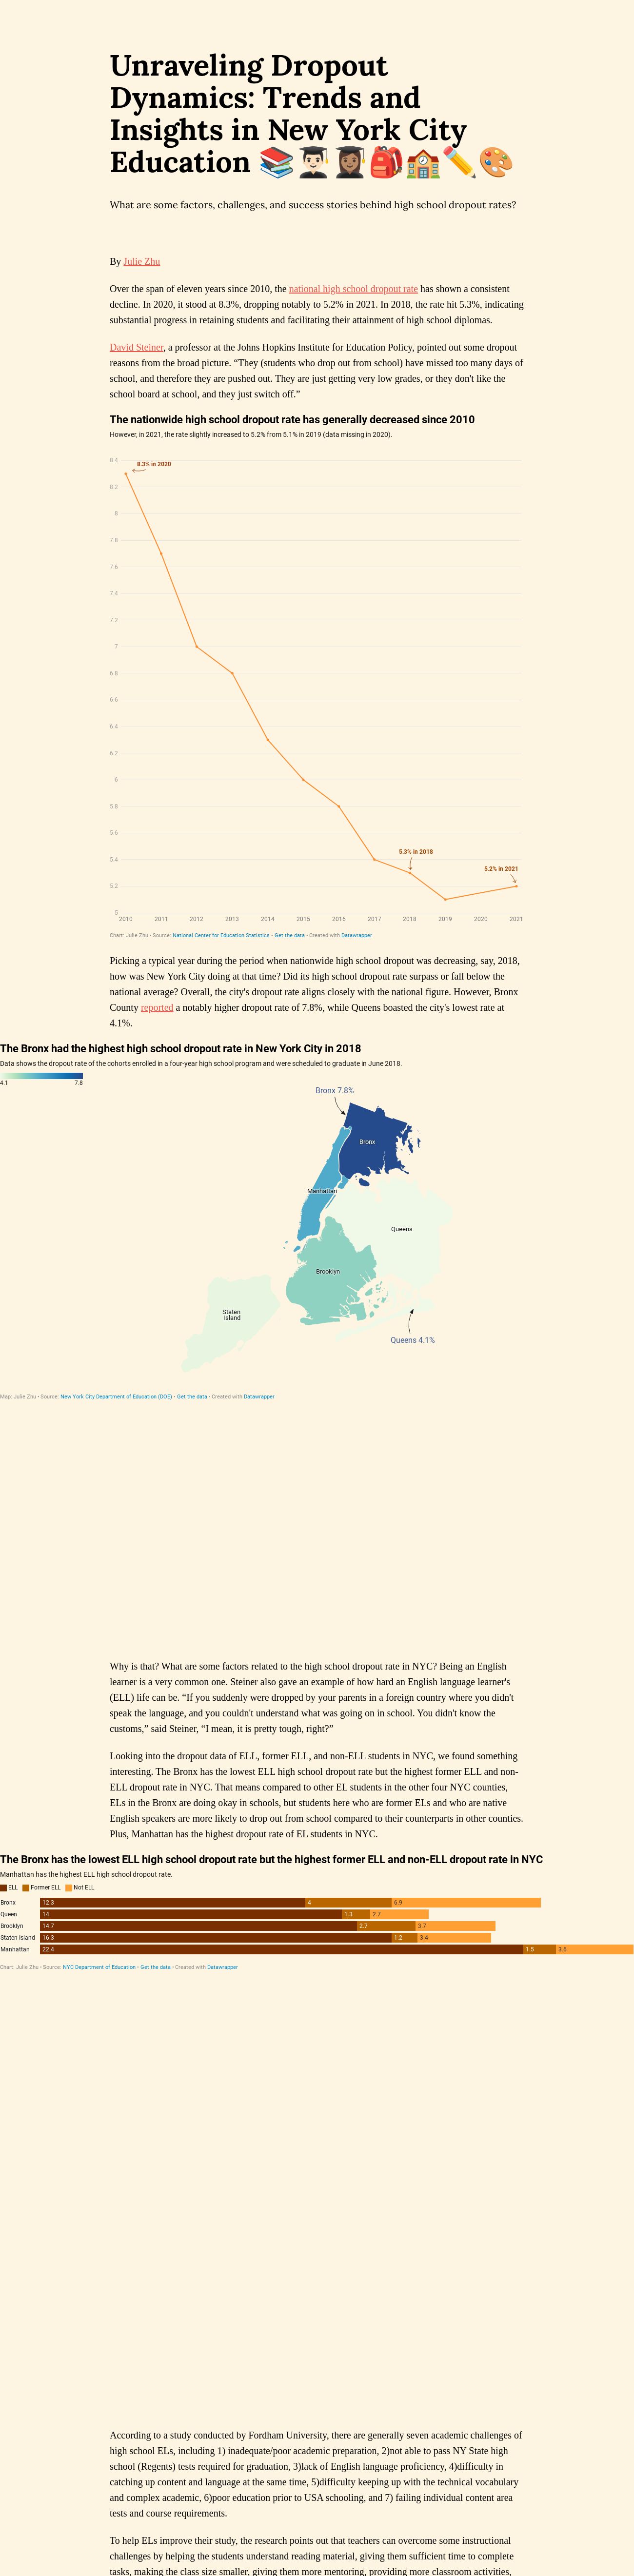 Unraveling Dropout
Dynamics: Trends and
Insights in New York City
Education 📚👨🏻‍🎓👩🏽‍🎓🎒🏫✏️🎨
What are some factors, challenges, and success stories behind high school dropout rates?
By Julie Zhu
Over the span of eleven years since 2010, the national high school dropout rate has shown a consistent
decline. In 2020, it stood at 8.3%, dropping notably to 5.2% in 2021. In 2018, the rate hit 5.3%, indicating
substantial progress in retaining students and facilitating their attainment of high school diplomas.
David Steiner, a professor at the Johns Hopkins Institute for Education Policy, pointed out some dropout
reasons from the broad picture. “They (students who drop out from school) have missed too many days of
school, and therefore they are pushed out. They are just getting very low grades, or they don't like the
school board at school, and they just switch off.”
The nationwide high school dropout rate has generally decreased since 2010
However, in 2021, the rate slightly increased to 5.2% from 5.1% in 2019 (data missing in 2020).
8.4
8.3% in 2020
8.2
8
7.8
7.6
7.4
7.2
7
6.8
6.6
6.4
6.2
6
5.8
5.6
5.4
5.3% in 2018
5.2% in 2021
5.2
5
2010 2011 2012 2013 2014 2015 2016 2017 2018 2019 2020 2021
Chart: Julie Zhu • Source: National Center for Education Statistics • Get the data • Created with Datawrapper
Picking a typical year during the period when nationwide high school dropout was decreasing, say, 2018,
how was New York City doing at that time? Did its high school dropout rate surpass or fall below the
national average? Overall, the city's dropout rate aligns closely with the national figure. However, Bronx
County reported a notably higher dropout rate of 7.8%, while Queens boasted the city's lowest rate at
4.1%.
The Bronx had the highest high school dropout rate in New York City in 2018
Data shows the dropout rate of the cohorts enrolled in a four-year high school program and were scheduled to graduate in June 2018.
4.1 7.8
Bronx 7.8%
Bronx
Manhattan
Queens
Brooklyn
Staten
Island
Queens 4.1%
Map: Julie Zhu • Source: New York City Department of Education (DOE) • Get the data • Created with Datawrapper
Why is that? What are some factors related to the high school dropout rate in NYC? Being an English
learner is a very common one. Steiner also gave an example of how hard an English language learner's
(ELL) life can be. “If you suddenly were dropped by your parents in a foreign country where you didn't
speak the language, and you couldn't understand what was going on in school. You didn't know the
customs,” said Steiner, “I mean, it is pretty tough, right?”
Looking into the dropout data of ELL, former ELL, and non-ELL students in NYC, we found something
interesting. The Bronx has the lowest ELL high school dropout rate but the highest former ELL and non-
ELL dropout rate in NYC. That means compared to other EL students in the other four NYC counties,
ELs in the Bronx are doing okay in schools, but students here who are former ELs and who are native
English speakers are more likely to drop out from school compared to their counterparts in other counties.
Plus, Manhattan has the highest dropout rate of EL students in NYC.
The Bronx has the lowest ELL high school dropout rate but the highest former ELL and non-ELL dropout rate in NYC
Manhattan has the highest ELL high school dropout rate.
ELL Former ELL Not ELL
Bronx 12.3 4 6.9
Queen 14 1.3 2.7
Brooklyn 14.7 2.7 3.7
Staten Island 16.3 1.2 3.4
Manhattan 22.4 1.5 3.6
Chart: Julie Zhu • Source: NYC Department of Education • Get the data • Created with Datawrapper
According to a study conducted by Fordham University, there are generally seven academic challenges of
high school ELs, including 1) inadequate/poor academic preparation, 2)not able to pass NY State high
school (Regents) tests required for graduation, 3)lack of English language proficiency, 4)difficulty in
catching up content and language at the same time, 5)difficulty keeping up with the technical vocabulary
and complex academic, 6)poor education prior to USA schooling, and 7) failing individual content area
tests and course requirements.
To help ELs improve their study, the research points out that teachers can overcome some instructional
challenges by helping the students understand reading material, giving them sufficient time to complete
tasks, making the class size smaller, giving them more mentoring, providing more classroom activities,